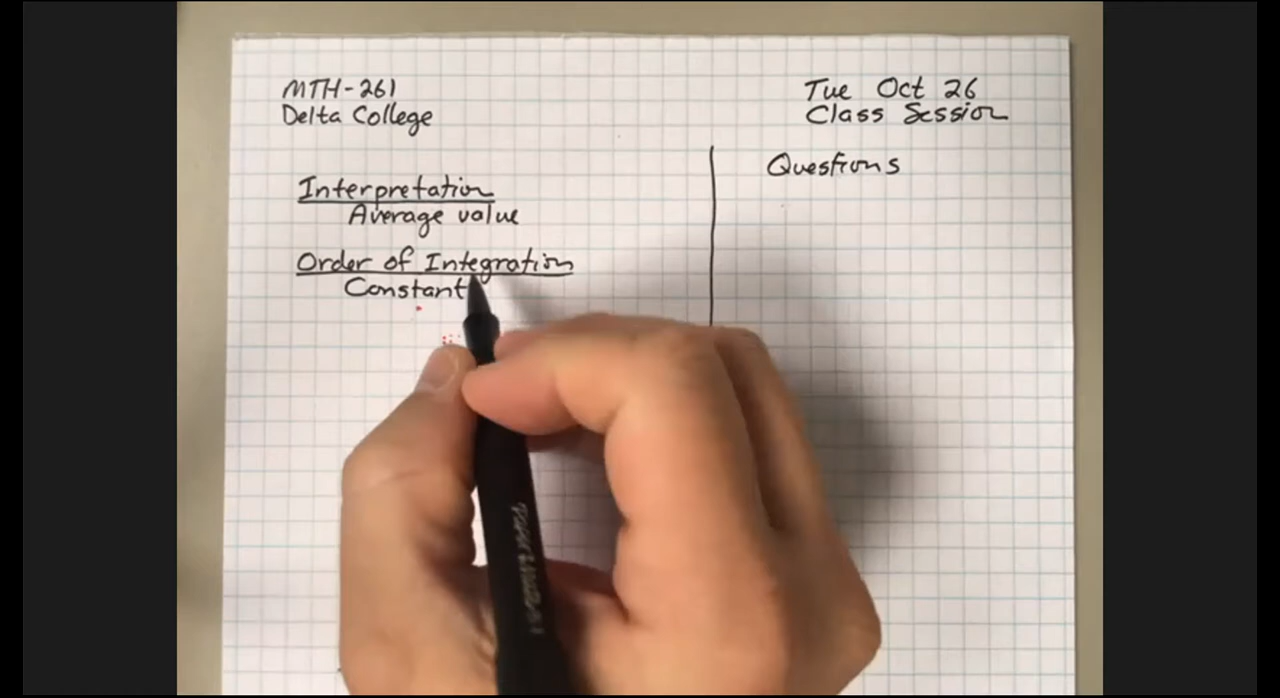 MTH-261
Delta College
Tue Oct 26
Class Session
Interpretation
Average value
Order of Integration
Constant
Questions